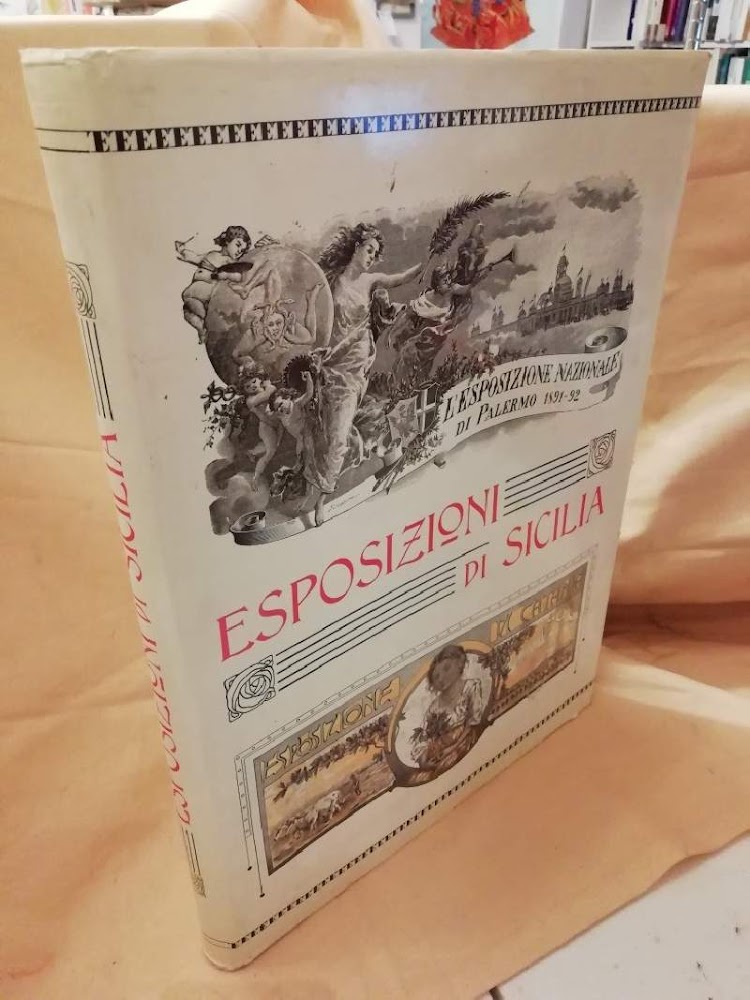 L'ESPOSIZIONE NAZIONALE
DI PALERMO 1891-92
ESPOSIZIONI
DI SICILIA
ESPOSIZIONE
DI CATANIA
ESPOSIZIONI DI SICILIA